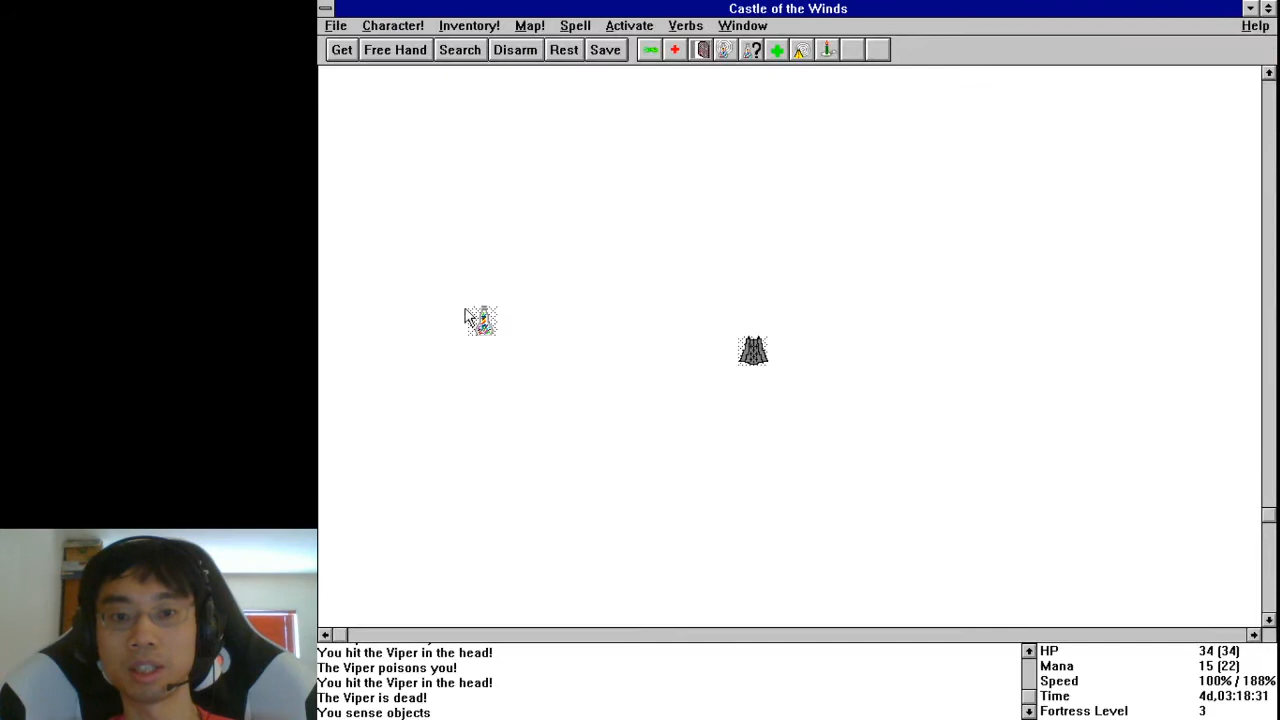 Castle of the Winds
File Character! Inventory! Map! Spell Activate Verbs Window Help
Get Free Hand Search Disarm Rest Save
You hit the Viper in the head!
The Viper poisons you!
You hit the Viper in the head!
The Viper is dead!
You sense objects
HP 34 (34)
Mana 15 (22)
Speed 100% / 188%
Time 4d,03:18:31
Fortress Level 3